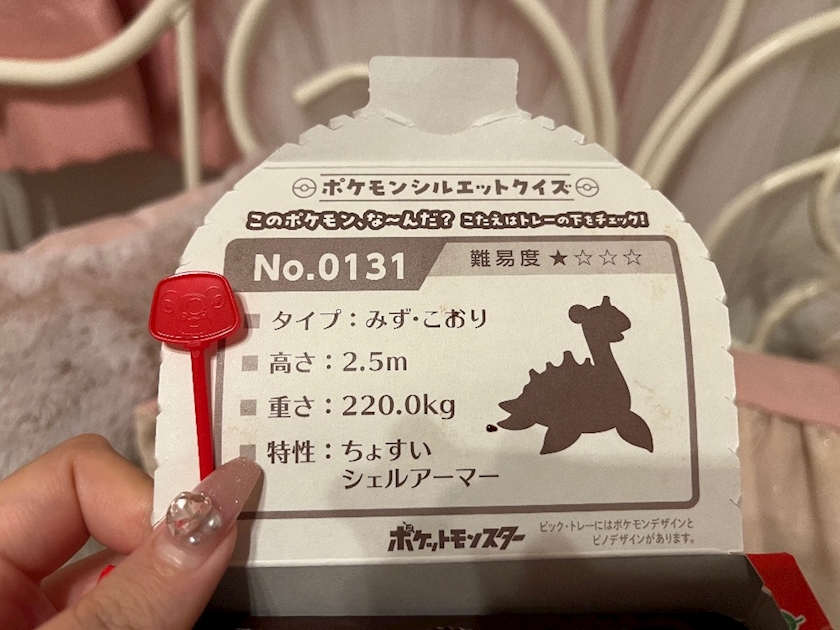 ポケモンシルエットクイズ
このポケモン、な～んだ？ こたえはトレーの下をチェック！
No.0131 難易度★☆☆☆
タイプ：みず・こおり
高さ：2.5m
重さ：220.0kg
特性：ちょすい
シェルアーマー
ポケットモンスター
ピック・トレーにはポケモンデザインと
ピノデザインがあります。